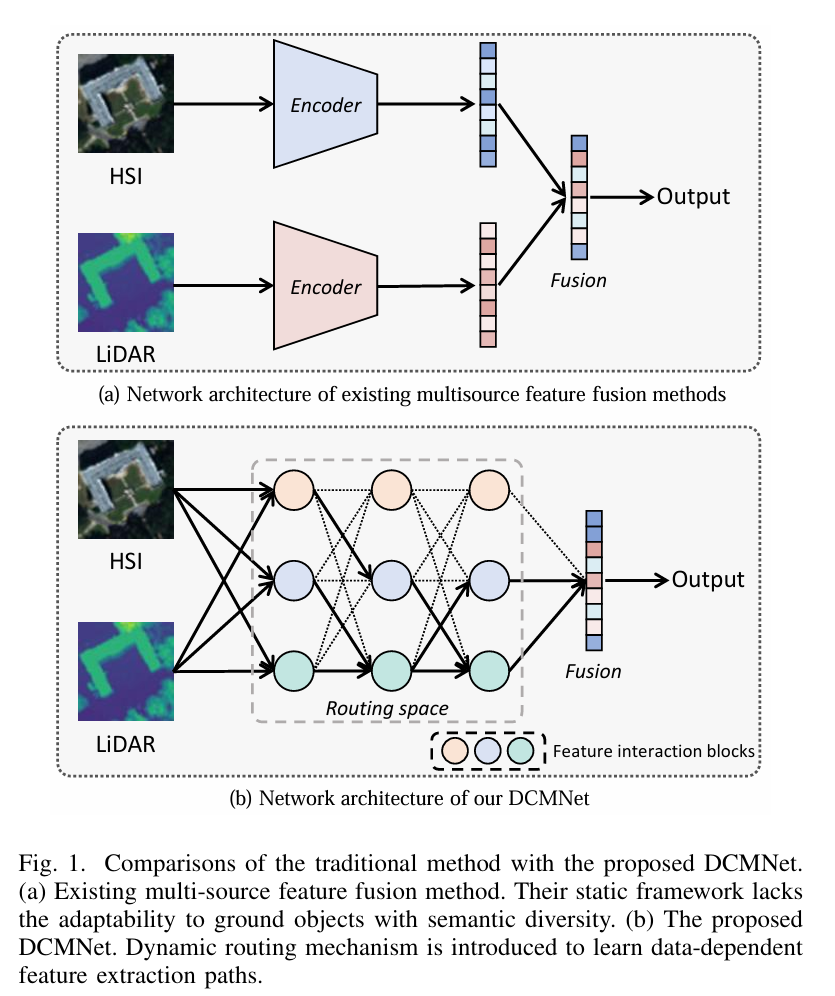 HSI
Encoder
Output
Fusion
LiDAR
Encoder
(a) Network architecture of existing multisource feature fusion methods
HSI
Output
Fusion
LiDAR
Routing space
Feature interaction blocks
(b) Network architecture of our DCMNet
Fig. 1. Comparisons of the traditional method with the proposed DCMNet.
(a) Existing multi-source feature fusion method. Their static framework lacks
the adaptability to ground objects with semantic diversity. (b) The proposed
DCMNet. Dynamic routing mechanism is introduced to learn data-dependent
feature extraction paths.